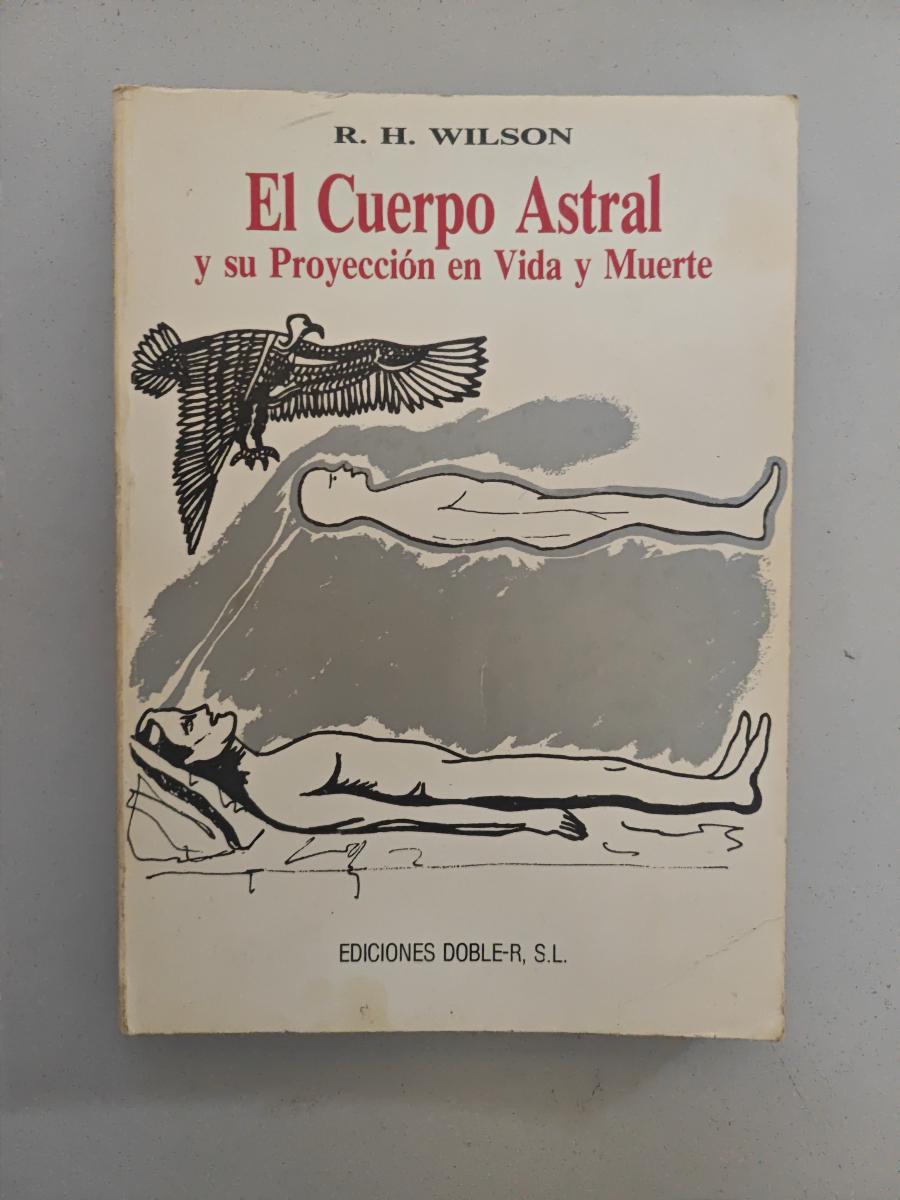 R. H. WILSON
El Cuerpo Astral
y su Proyección en Vida y Muerte
EDICIONES DOBLE-R, S.L.